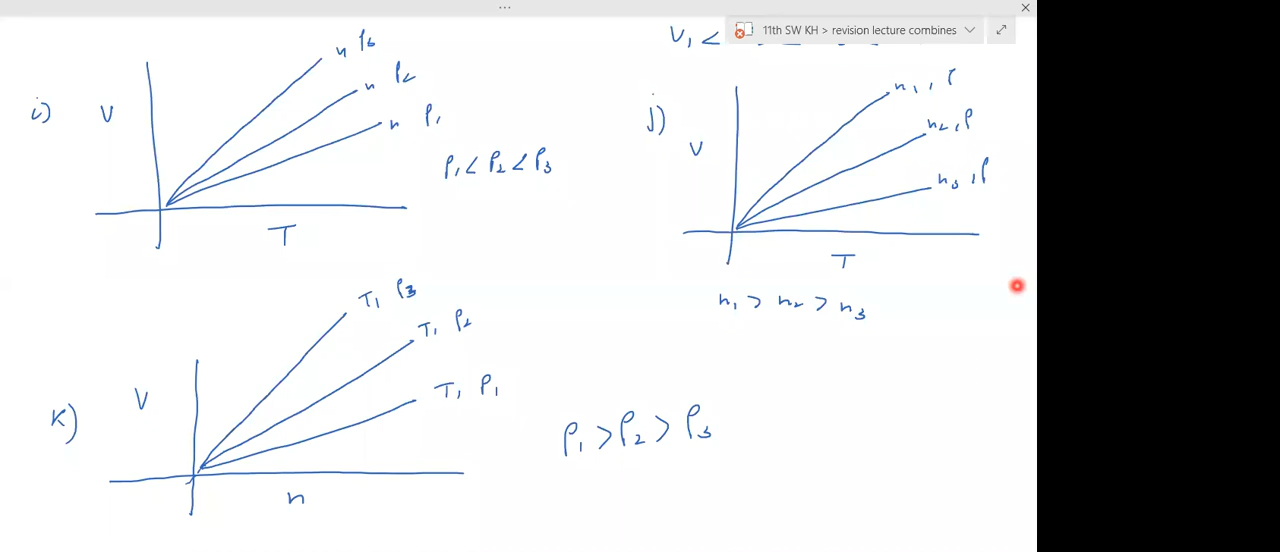 11th SW KH > revision lecture combines
V₁ <
i) V n P₃
n P₂
n P₁
P₁ < P₂ < P₃
T
j) V n₁, P
n₂, P
n₃, P
T
n₁ > n₂ > n₃
K) V T₁ P₃
T₁ P₂
T₁ P₁
P₁ > P₂ > P₃
n